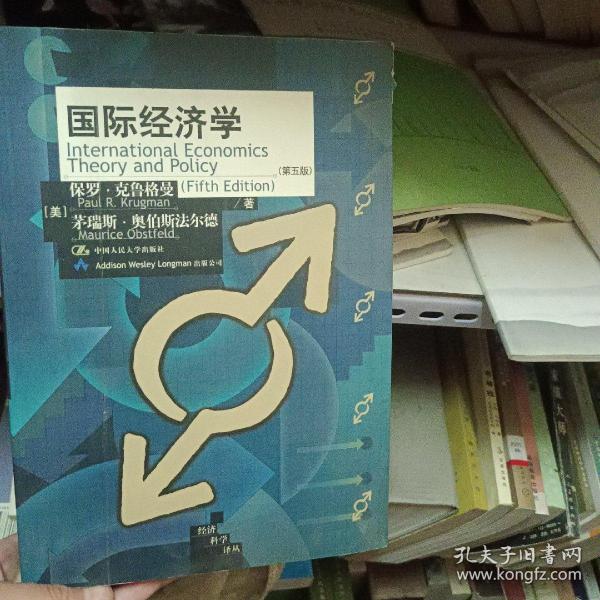 国际经济学
International Economics
Theory and Policy
(第五版)
(Fifth Edition)
保罗·克鲁格曼
Paul R. Krugman
[美]
/著
茅瑞斯·奥伯斯法尔德
Maurice Obstfeld
中国人民大学出版社
Addison Wesley Longman 出版公司
经济
科学
译丛
孔夫子旧书网
www.kongfz.com